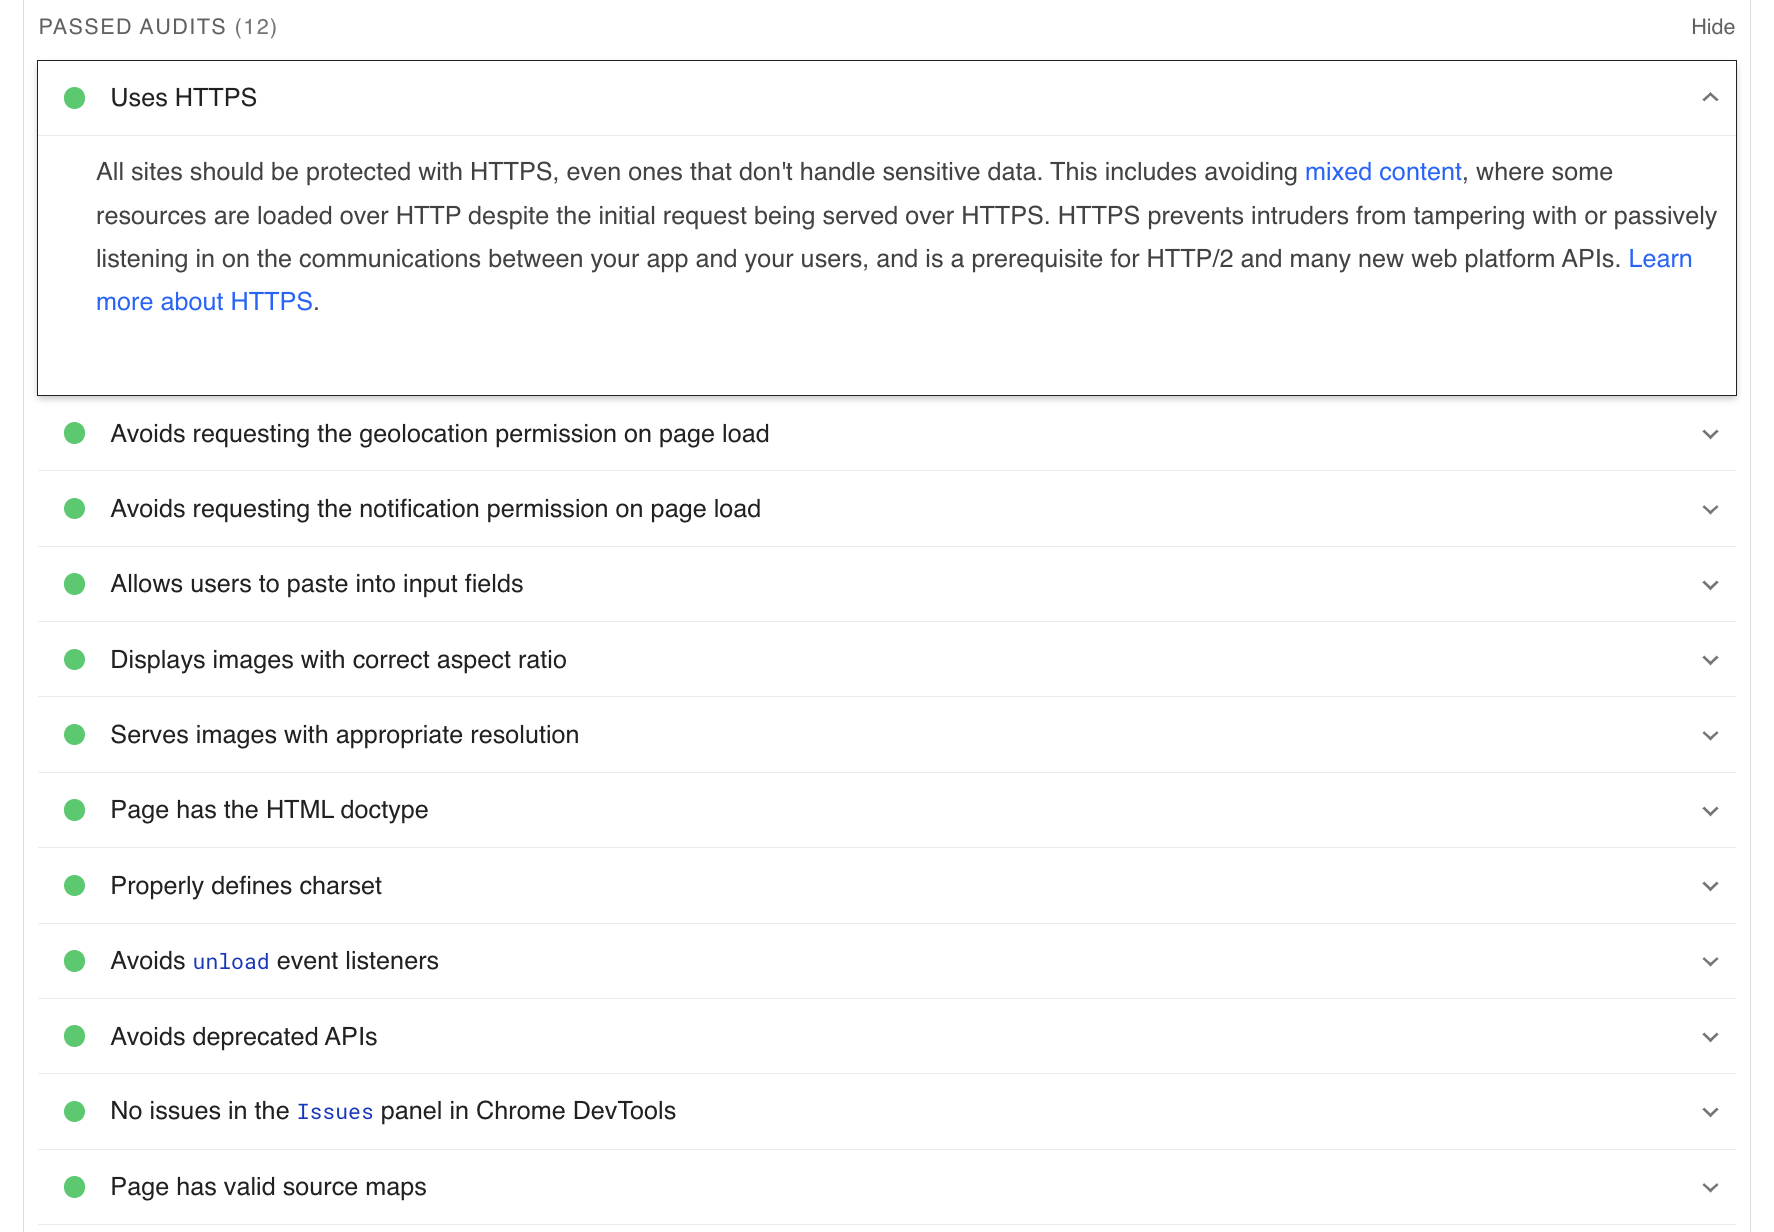 PASSED AUDITS (12)
Hide
Uses HTTPS
All sites should be protected with HTTPS, even ones that don't handle sensitive data. This includes avoiding mixed content, where some
resources are loaded over HTTP despite the initial request being served over HTTPS. HTTPS prevents intruders from tampering with or passively
listening in on the communications between your app and your users, and is a prerequisite for HTTP/2 and many new web platform APIs. Learn
more about HTTPS.
Avoids requesting the geolocation permission on page load
Avoids requesting the notification permission on page load
Allows users to paste into input fields
Displays images with correct aspect ratio
Serves images with appropriate resolution
Page has the HTML doctype
Properly defines charset
Avoids unload event listeners
Avoids deprecated APIs
No issues in the Issues panel in Chrome DevTools
Page has valid source maps